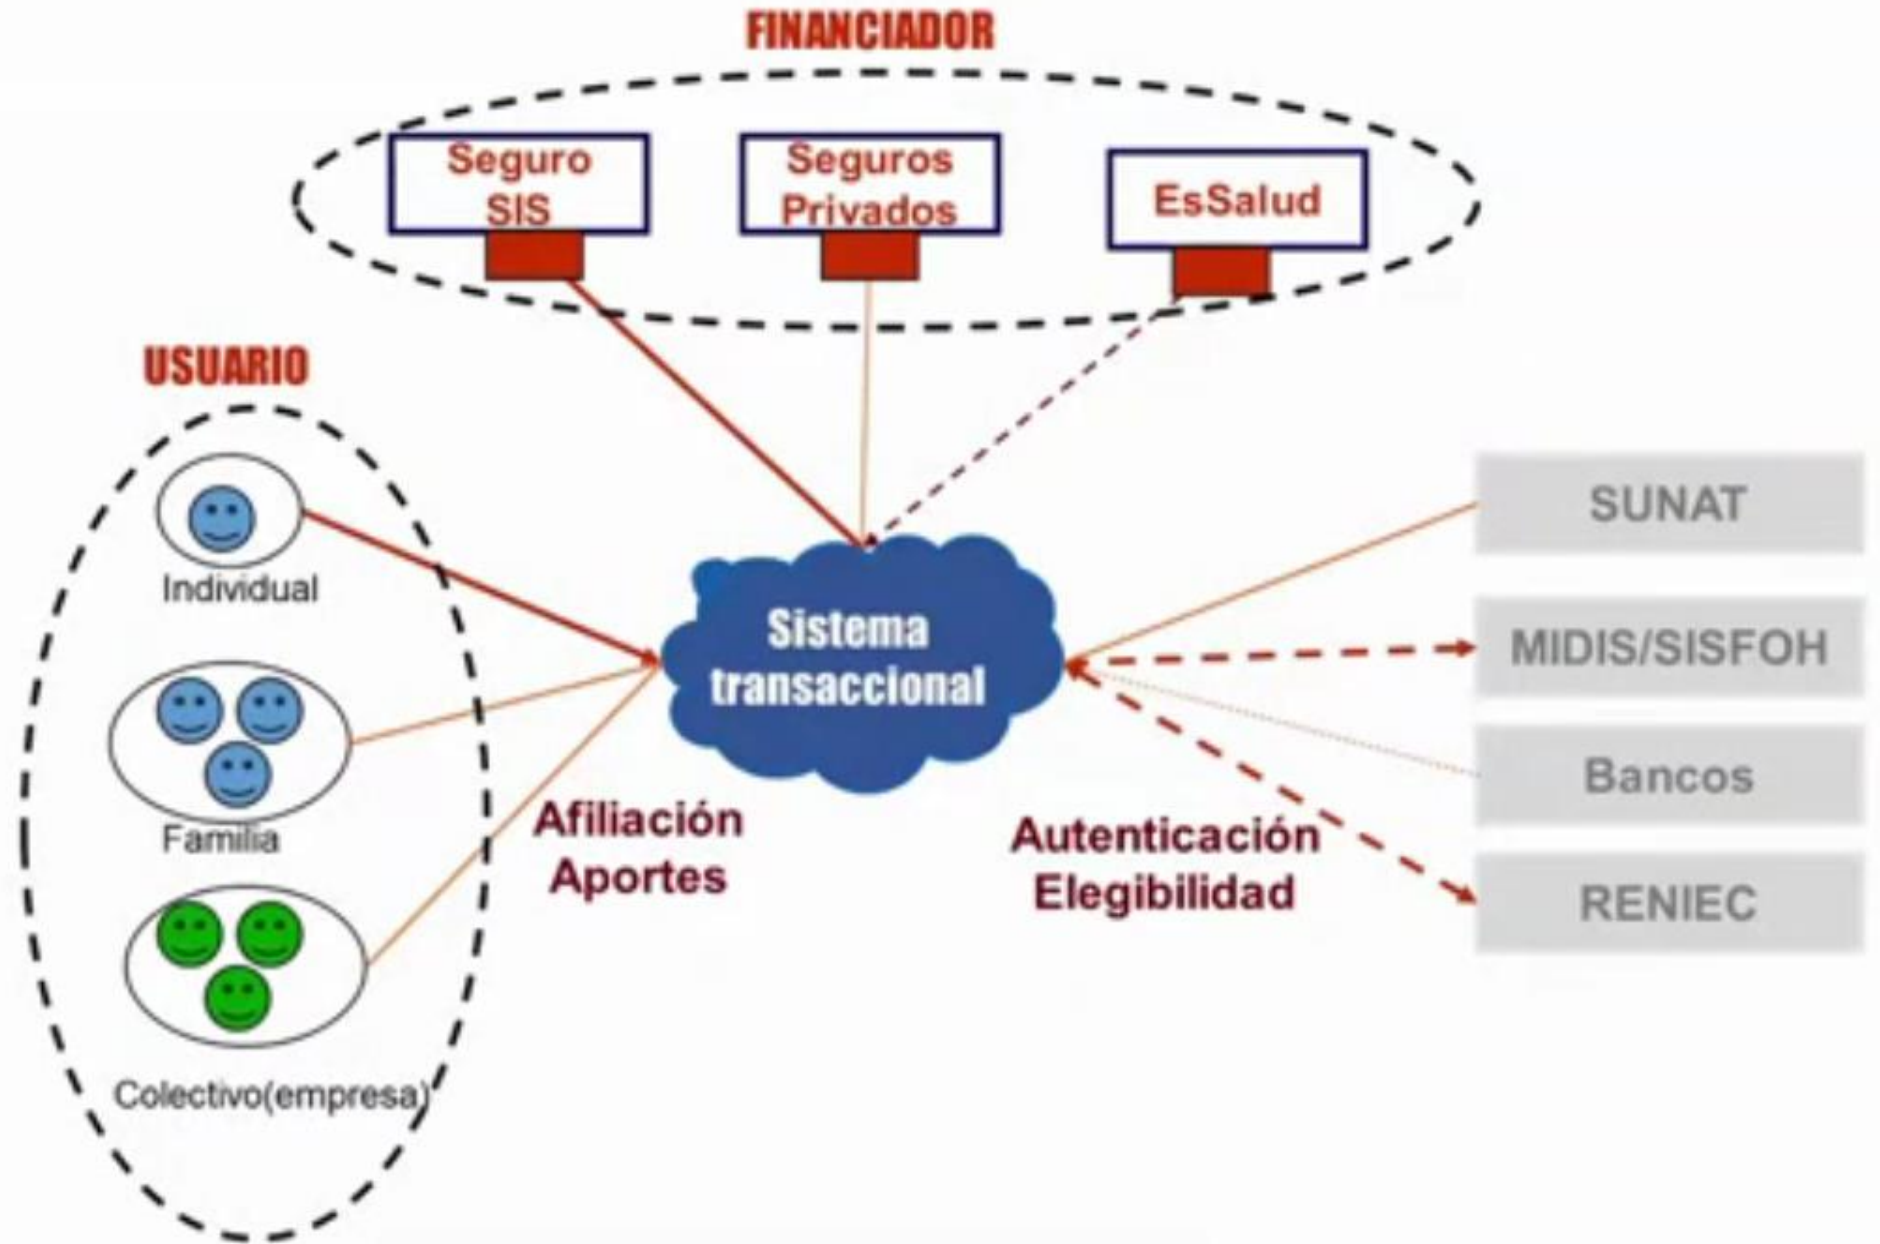 FINANCIADOR
Seguro
SIS
Seguros
Privados
EsSalud
USUARIO
Individual
Familia
Colectivo(empresa)
Sistema
transaccional
Afiliación
Aportes
Autenticación
Elegibilidad
SUNAT
MIDIS/SISFOH
Bancos
RENIEC